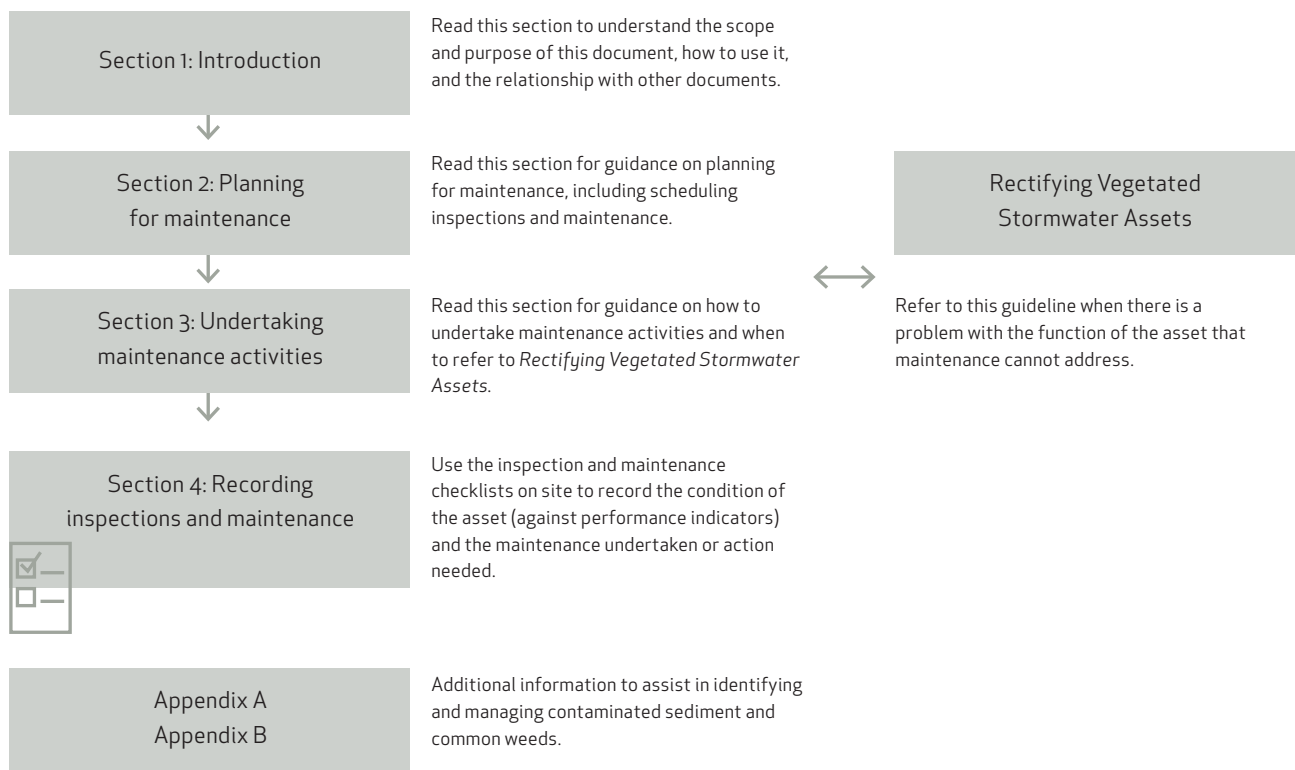 Section 1: Introduction
Read this section to understand the scope
and purpose of this document, how to use it,
and the relationship with other documents.
Section 2: Planning
for maintenance
Read this section for guidance on planning
for maintenance, including scheduling
inspections and maintenance.
Rectifying Vegetated
Stormwater Assets
Section 3: Undertaking
maintenance activities
Read this section for guidance on how to
undertake maintenance activities and when
to refer to Rectifying Vegetated Stormwater
Assets.
Refer to this guideline when there is a
problem with the function of the asset that
maintenance cannot address.
Section 4: Recording
inspections and maintenance
Use the inspection and maintenance
checklists on site to record the condition of
the asset (against performance indicators)
and the maintenance undertaken or action
needed.
Appendix A
Appendix B
Additional information to assist in identifying
and managing contaminated sediment and
common weeds.